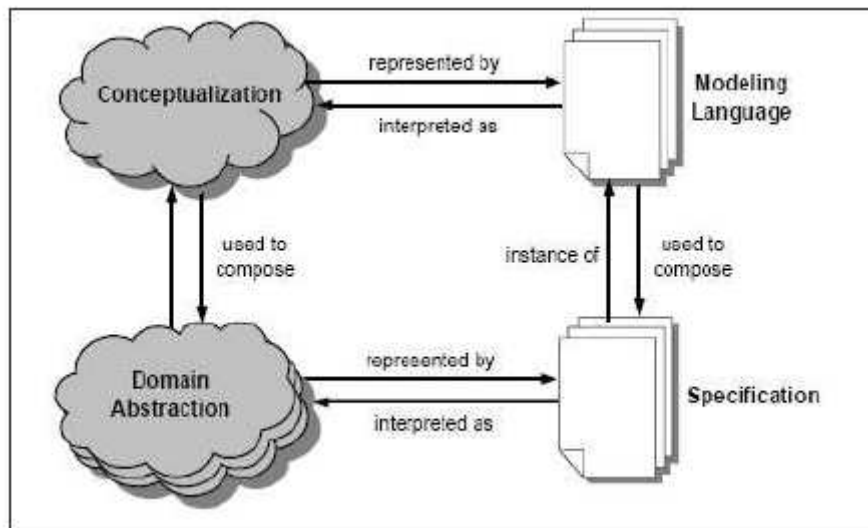 represented by
Conceptualization
Modeling
Language
interpreted as
used to
compose
instance of
used to
compose
represented by
Domain
Abstraction
Specification
interpreted as